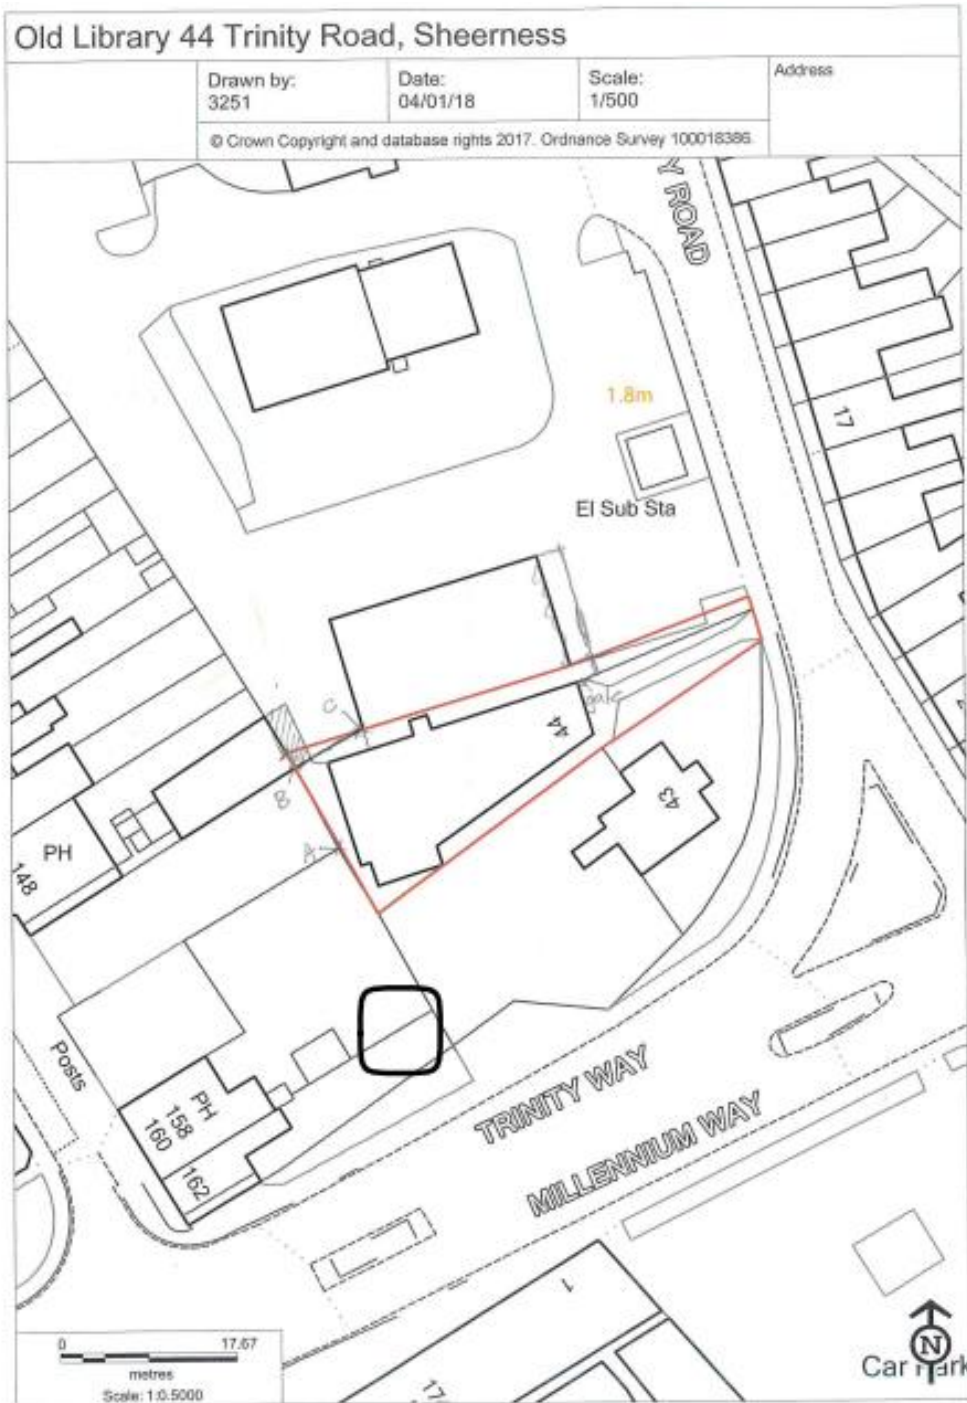 Old Library 44 Trinity Road, Sheerness
Drawn by:
3251
Date:
04/01/18
Scale:
1/500
Address
© Crown Copyright and database rights 2017. Ordnance Survey 100018386.
Y ROAD
1.8m
17
El Sub Sta
C
gate
44
B
43
A
PH
148
Posts
PH
158
160
162
TRINITY WAY
MILLENNIUM WAY
1
0 17.67
metres
Scale: 1:0.5000
N
Car Park